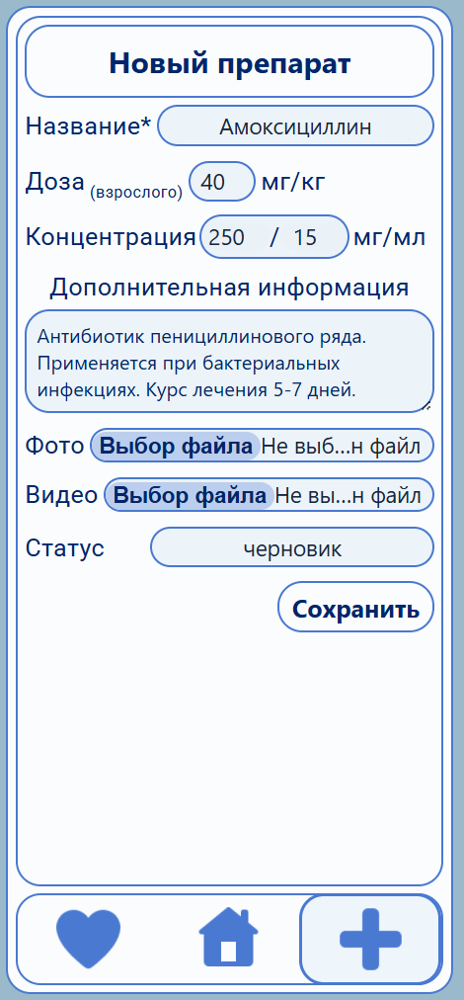 Новый препарат
Название* Амоксициллин
Доза (взрослого) 40 мг/кг
Концентрация 250 / 15 мг/мл
Дополнительная информация
Антибиотик пенициллинового ряда.
Применяется при бактериальных
инфекциях. Курс лечения 5-7 дней.
Фото Выбор файла Не выб...н файл
Видео Выбор файла Не вы...н файл
Статус черновик
Сохранить